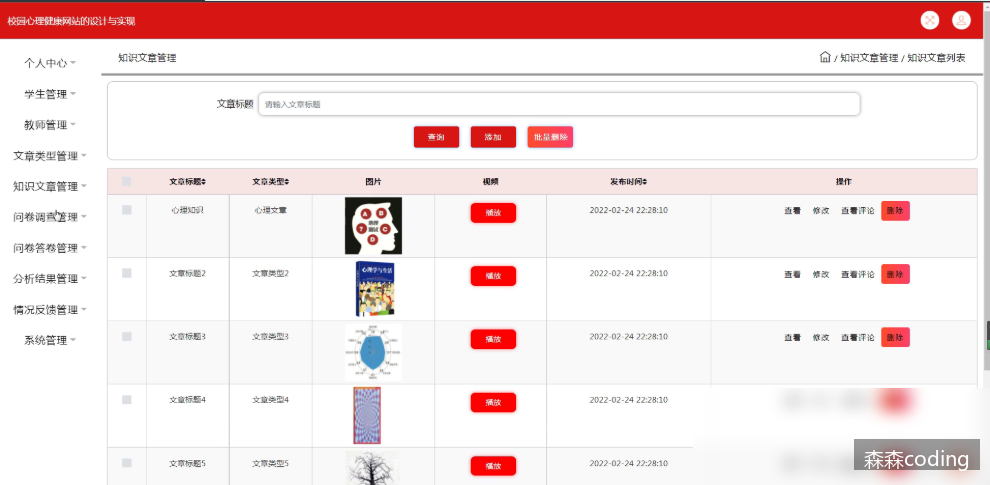 校园心理健康网站的设计与实现
个人中心
学生管理
教师管理
文章类型管理
知识文章管理
问卷调查管理
问卷答卷管理
分析结果管理
情况反馈管理
系统管理
知识文章管理
/ 知识文章管理 / 知识文章列表
文章标题 请输入文章标题
查询 添加 批量删除
文章标题 文章类型 图片 视频 发布时间 操作
心理知识 心理文章 播放 2022-02-24 22:28:10 查看 修改 查看评论 删除
A B ? C D
文章标题2 文章类型2 播放 2022-02-24 22:28:10 查看 修改 查看评论 删除
心理学与生活
文章标题3 文章类型3 播放 2022-02-24 22:28:10 查看 修改 查看评论 删除
文章标题4 文章类型4 播放 2022-02-24 22:28:10
文章标题5 文章类型5 播放 2022-02-24 22:28:10
森森coding